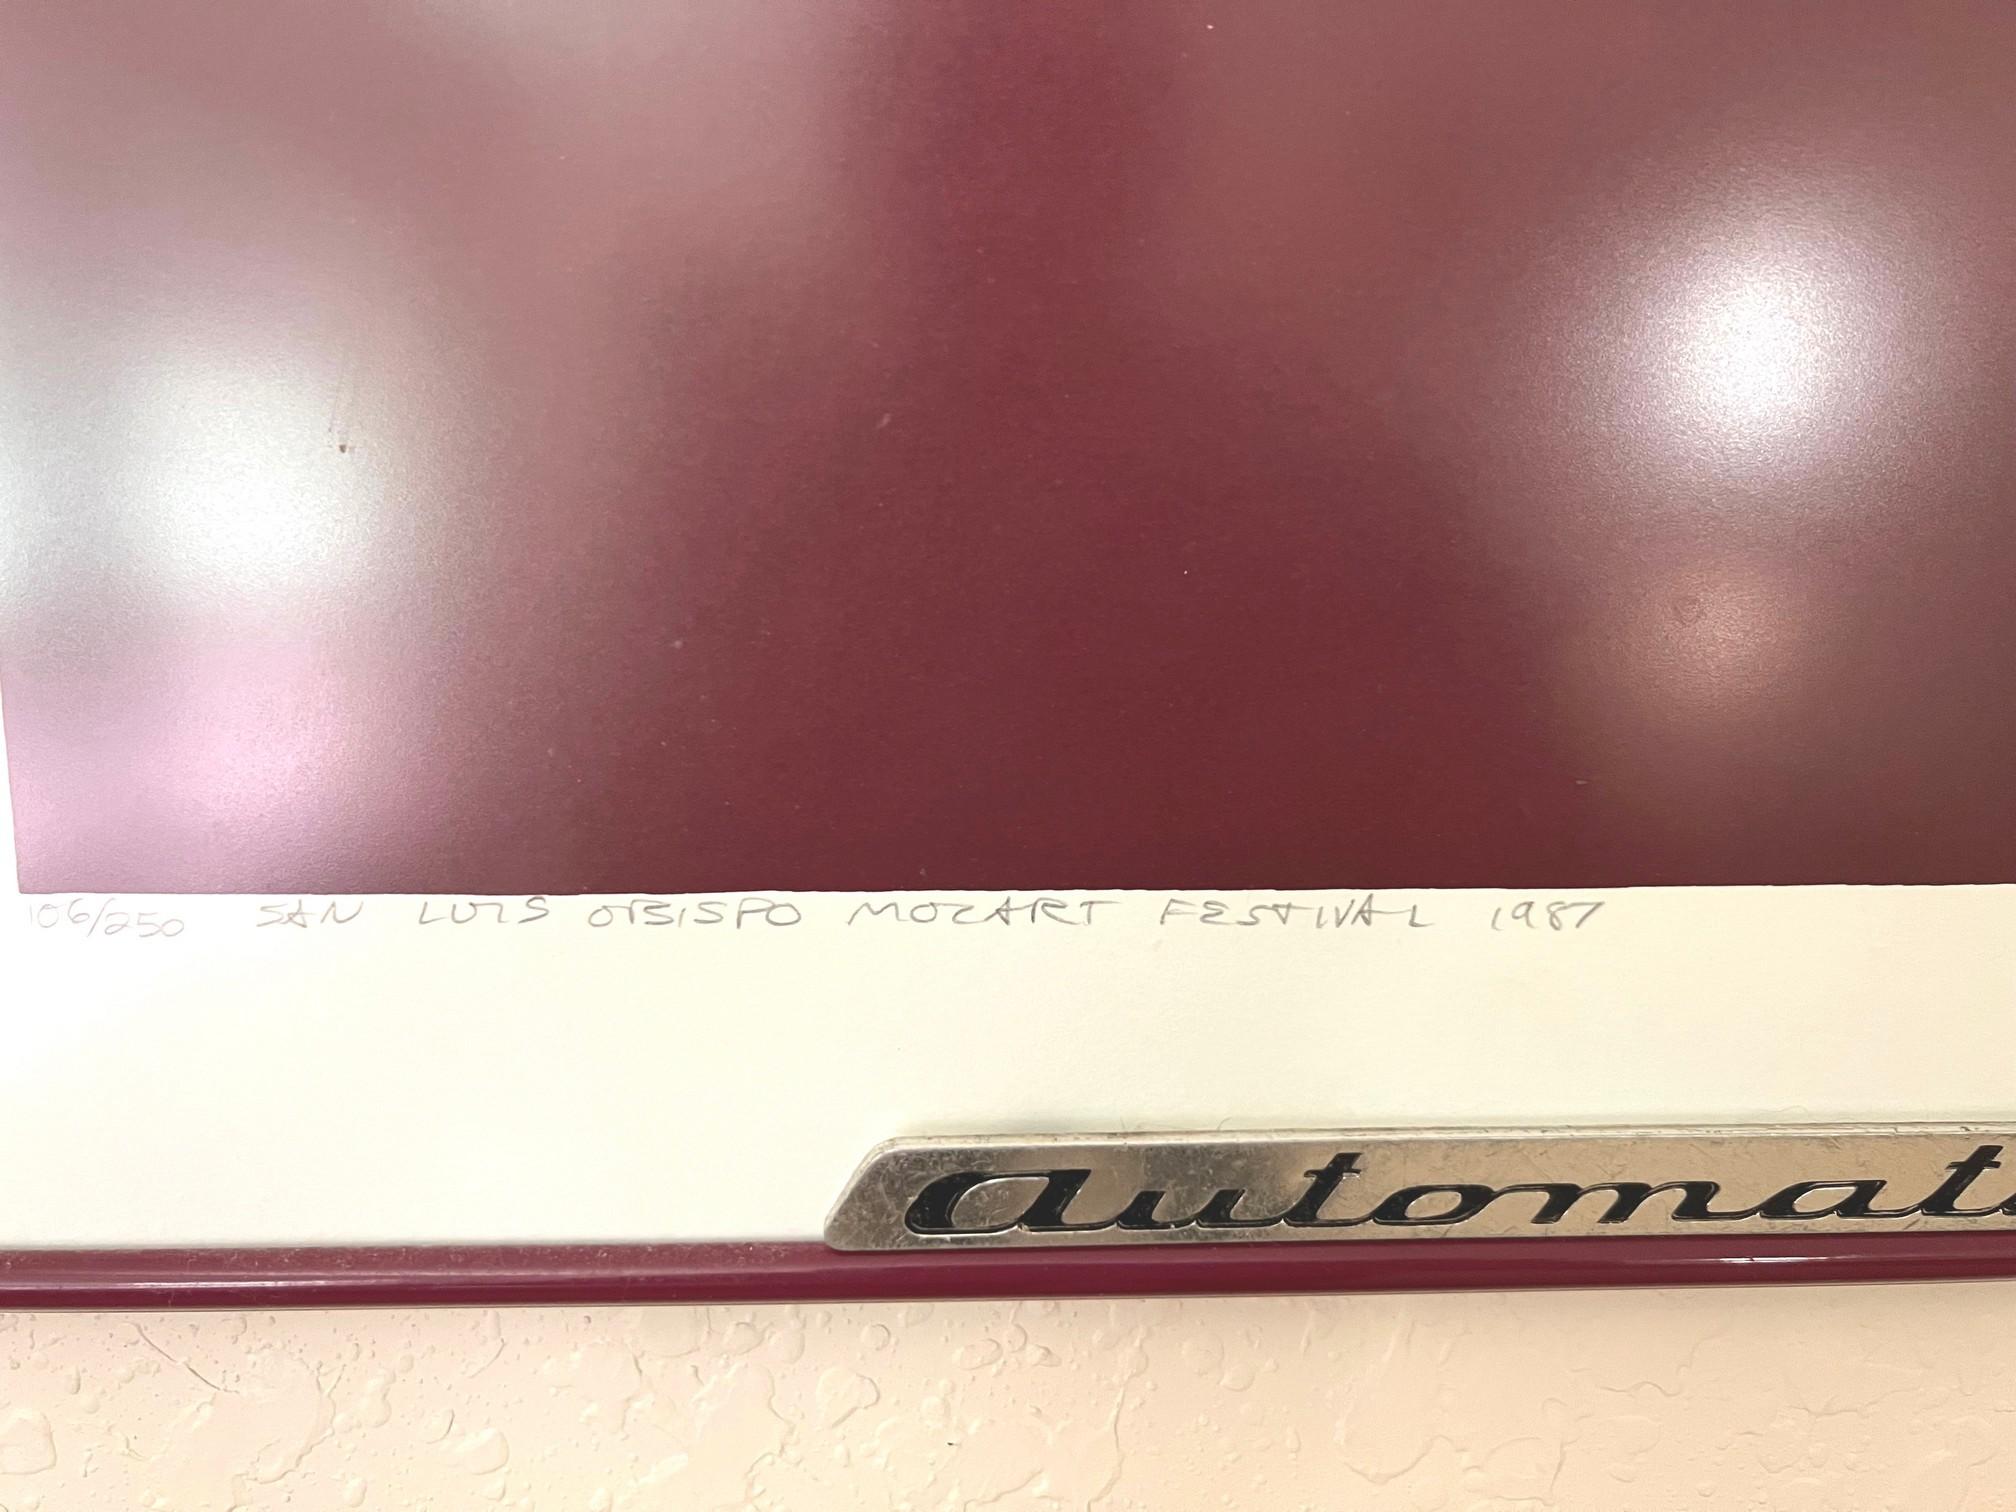 106/250 SAN LUIS OBISPO MOZART FESTIVAL 1987
automat